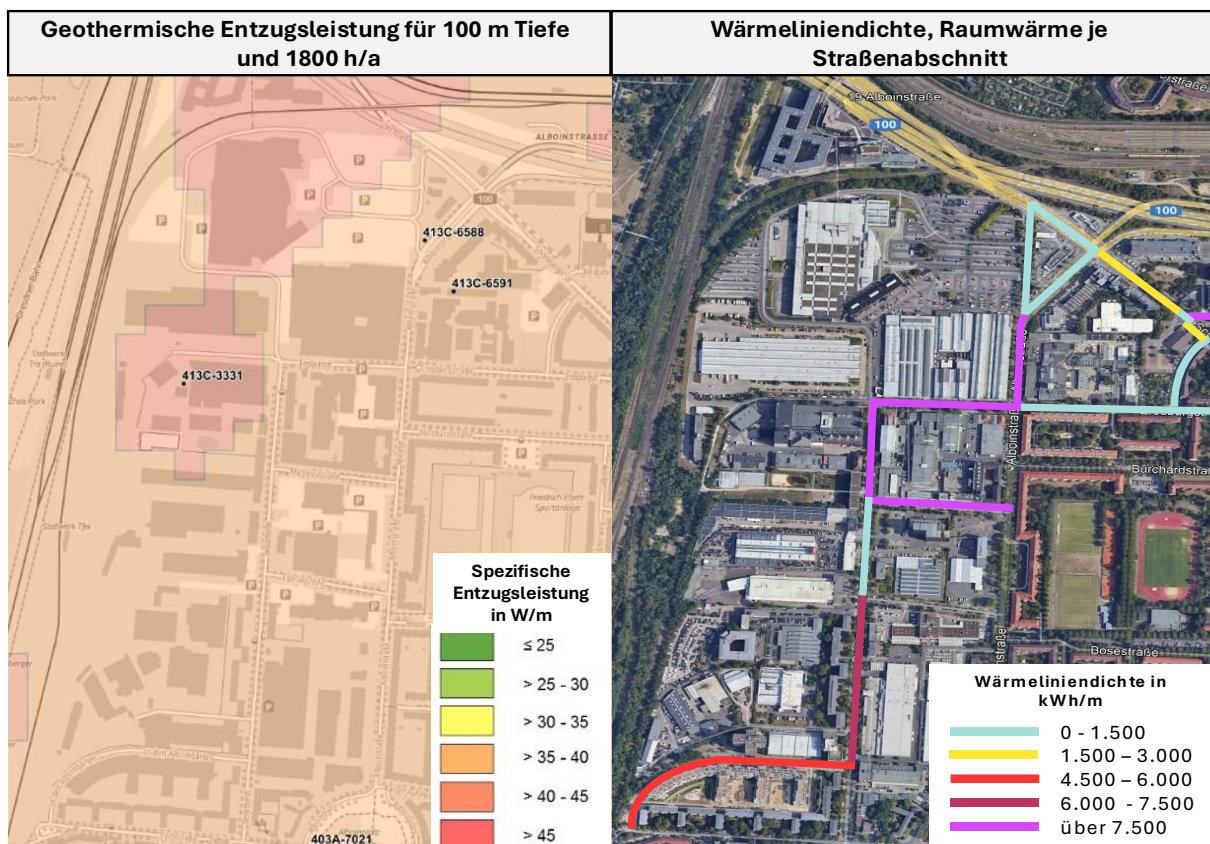 Geothermische Entzugsleistung für 100 m Tiefe
und 1800 h/a
Wärmeliniendichte, Raumwärme je
Straßenabschnitt
ALBOINSTRASSE
P
P
P
P
100
413C-6588
413C-6591
P
413C-3331
P
Friedrich-Ebert
Sportanlage
P
P
P
P
403A-7021
Spezifische
Entzugsleistung
in W/m
≤ 25
> 25 - 30
> 30 - 35
> 35 - 40
> 40 - 45
> 45
19 Alboinstraße
100
100
Alboinstraße
Bosestraße
Wärmeliniendichte in
kWh/m
0 - 1.500
1.500 – 3.000
4.500 – 6.000
6.000 - 7.500
über 7.500